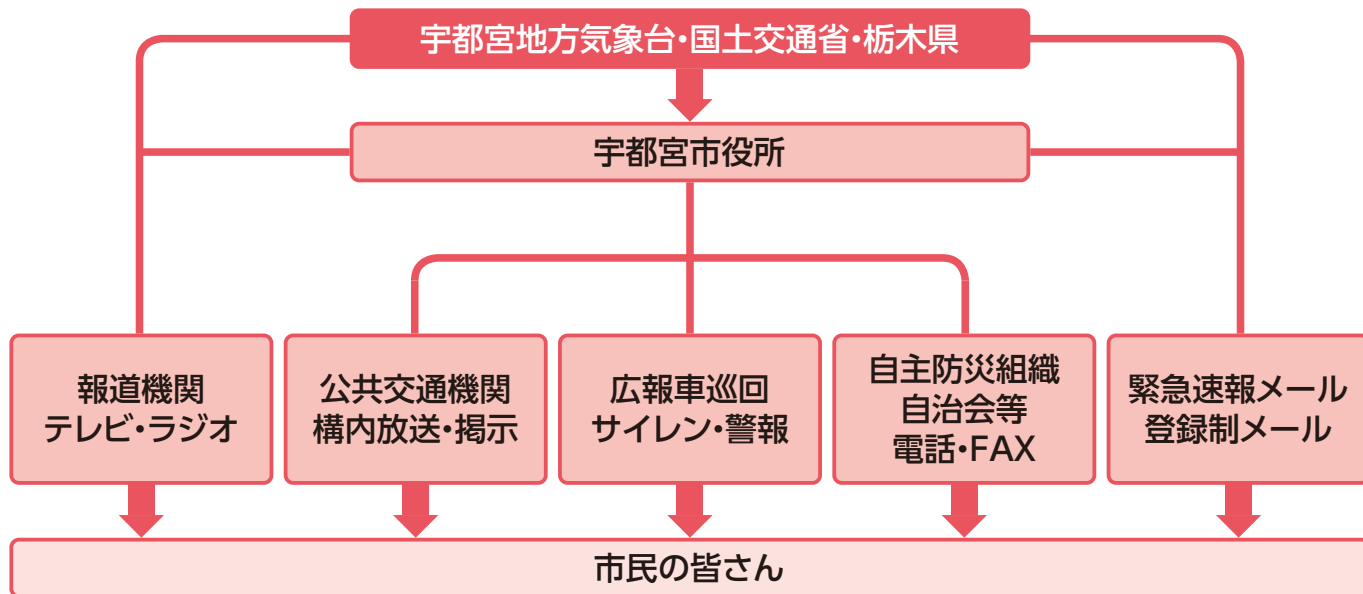 宇都宮地方気象台・国土交通省・栃木県
宇都宮市役所
報道機関
テレビ・ラジオ
公共交通機関
構内放送・掲示
広報車巡回
サイレン・警報
自主防災組織
自治会等
電話・FAX
緊急速報メール
登録制メール
市民の皆さん